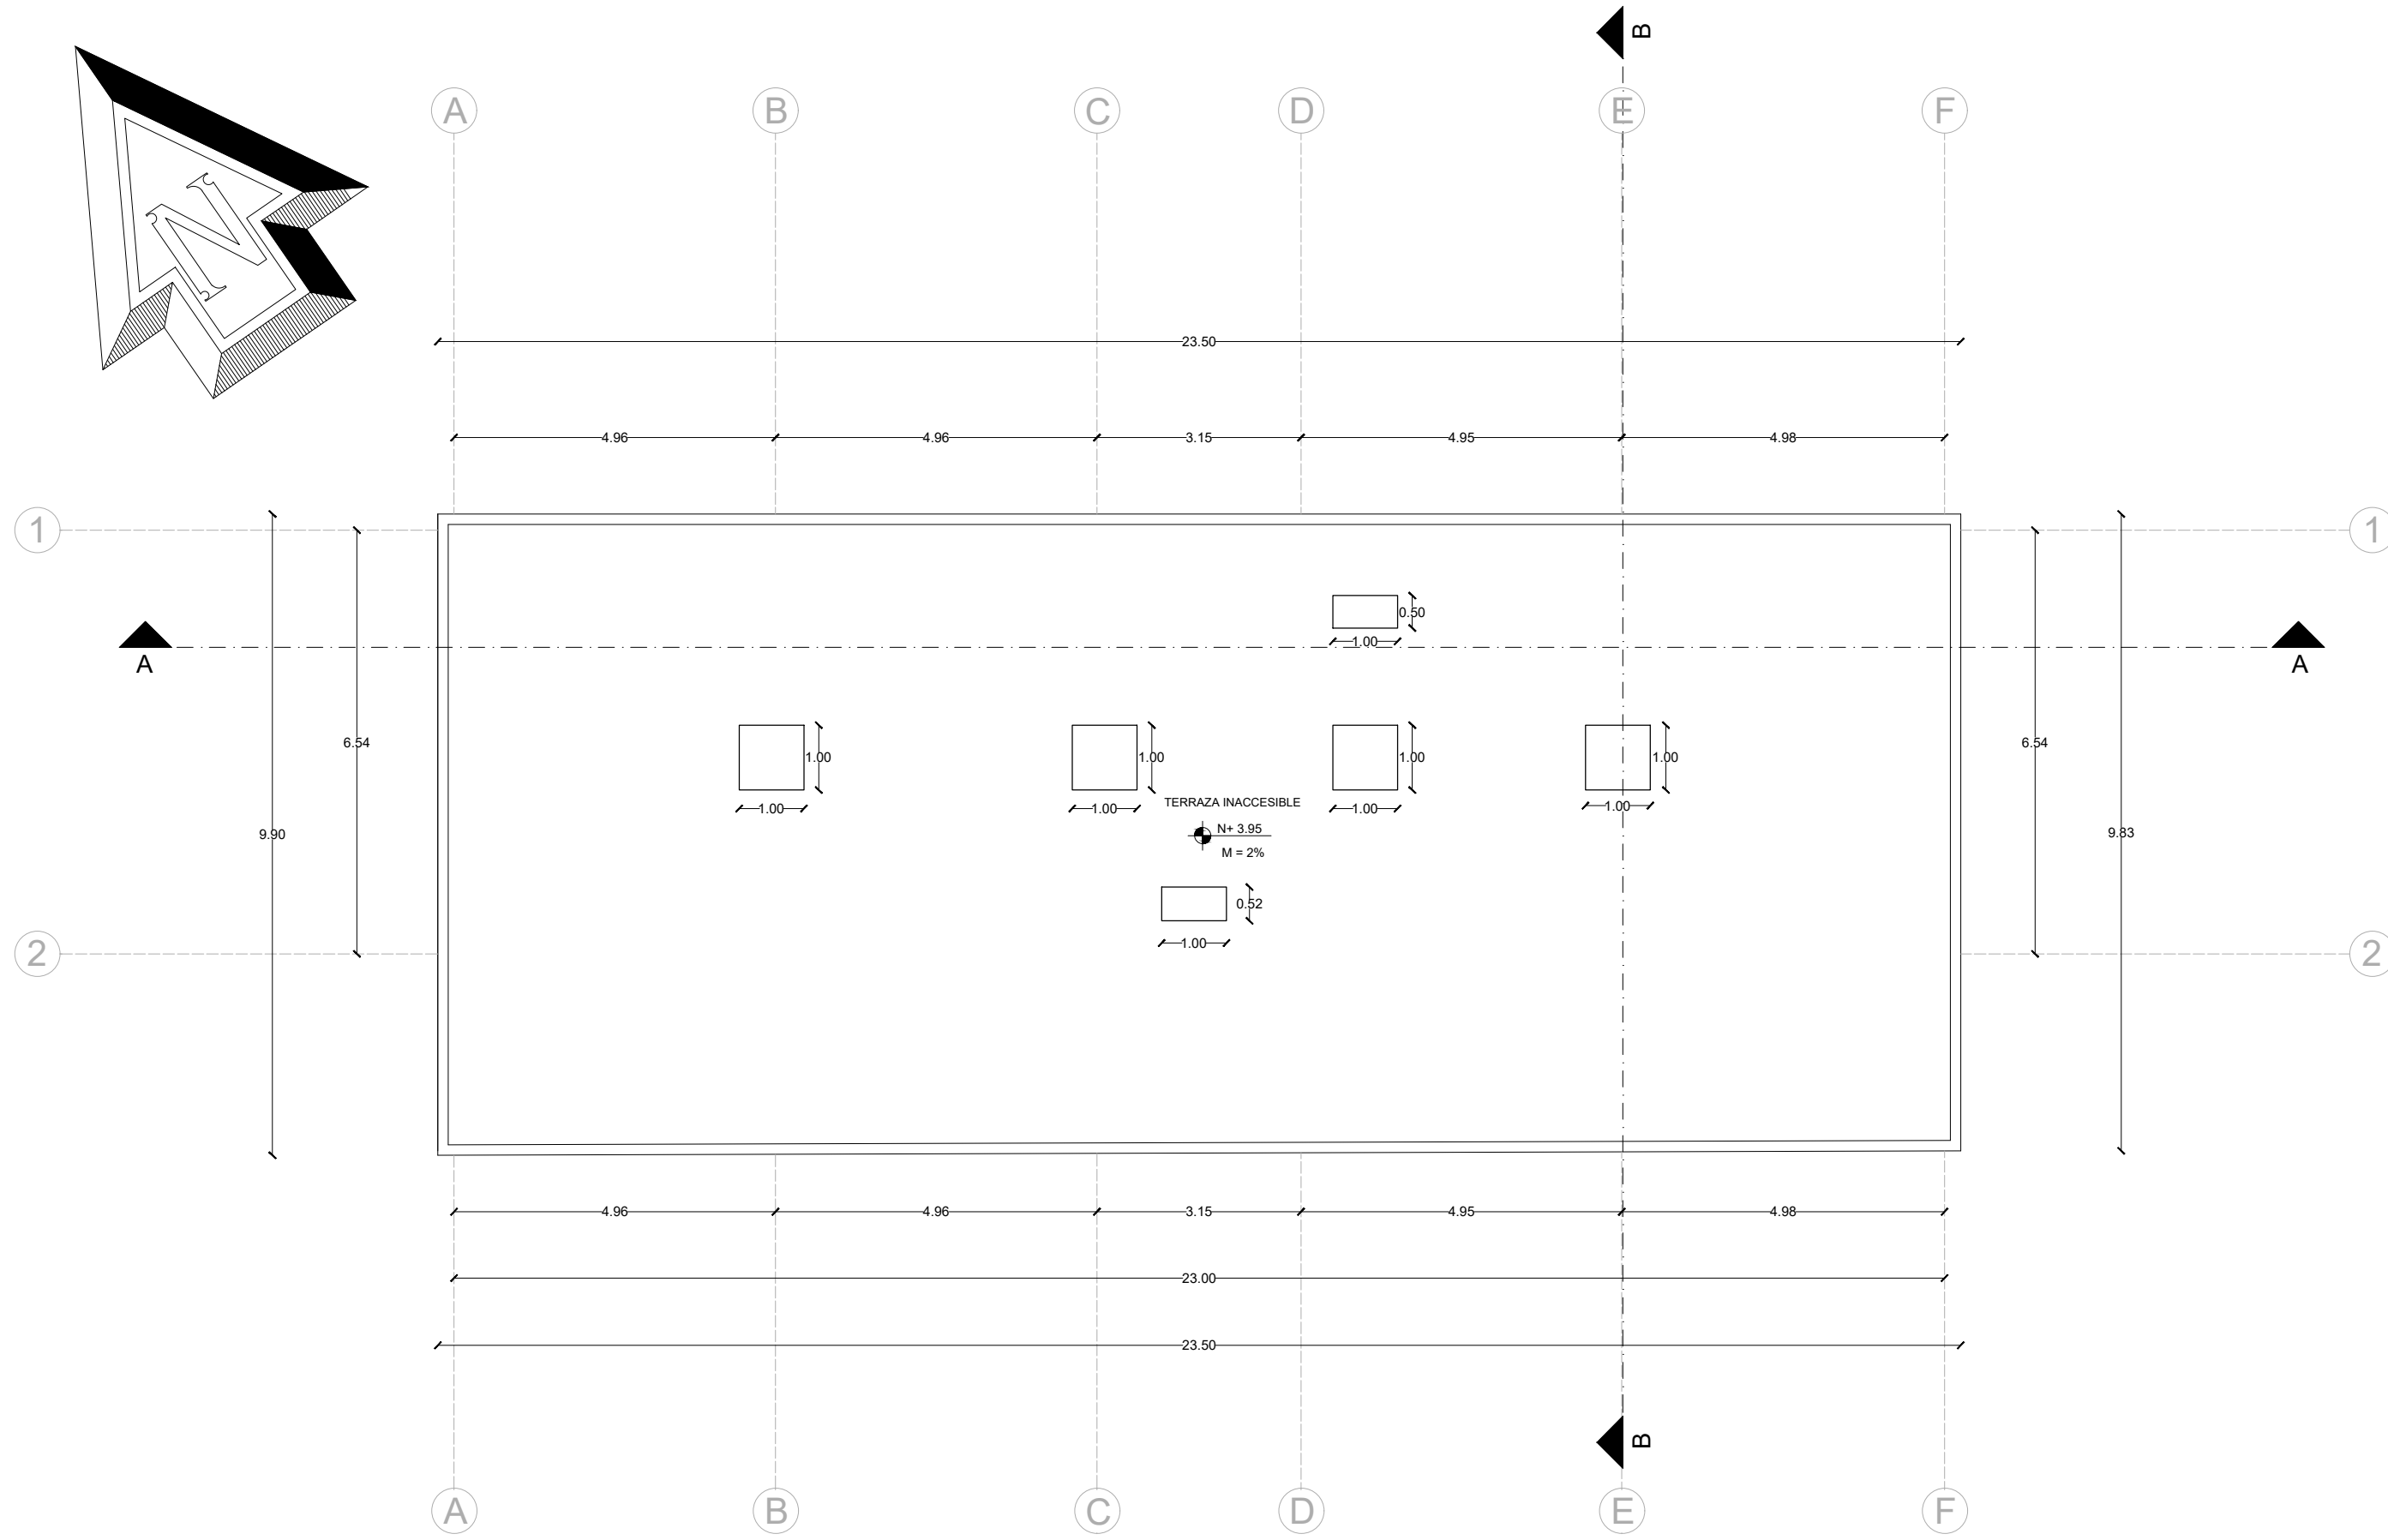 B
A B C D E F
N
23.50
4.96 4.96 3.15 4.95 4.98
1 1
0.50
1.00
A A
6.54 6.54
1.00 1.00 1.00 1.00
1.00 1.00 1.00 1.00
TERRAZA INACCESIBLE
N+ 3.95
9.90 9.83
M = 2%
0.52
1.00
2 2
4.96 4.96 3.15 4.95 4.98
23.00
23.50
B
A B C D E F